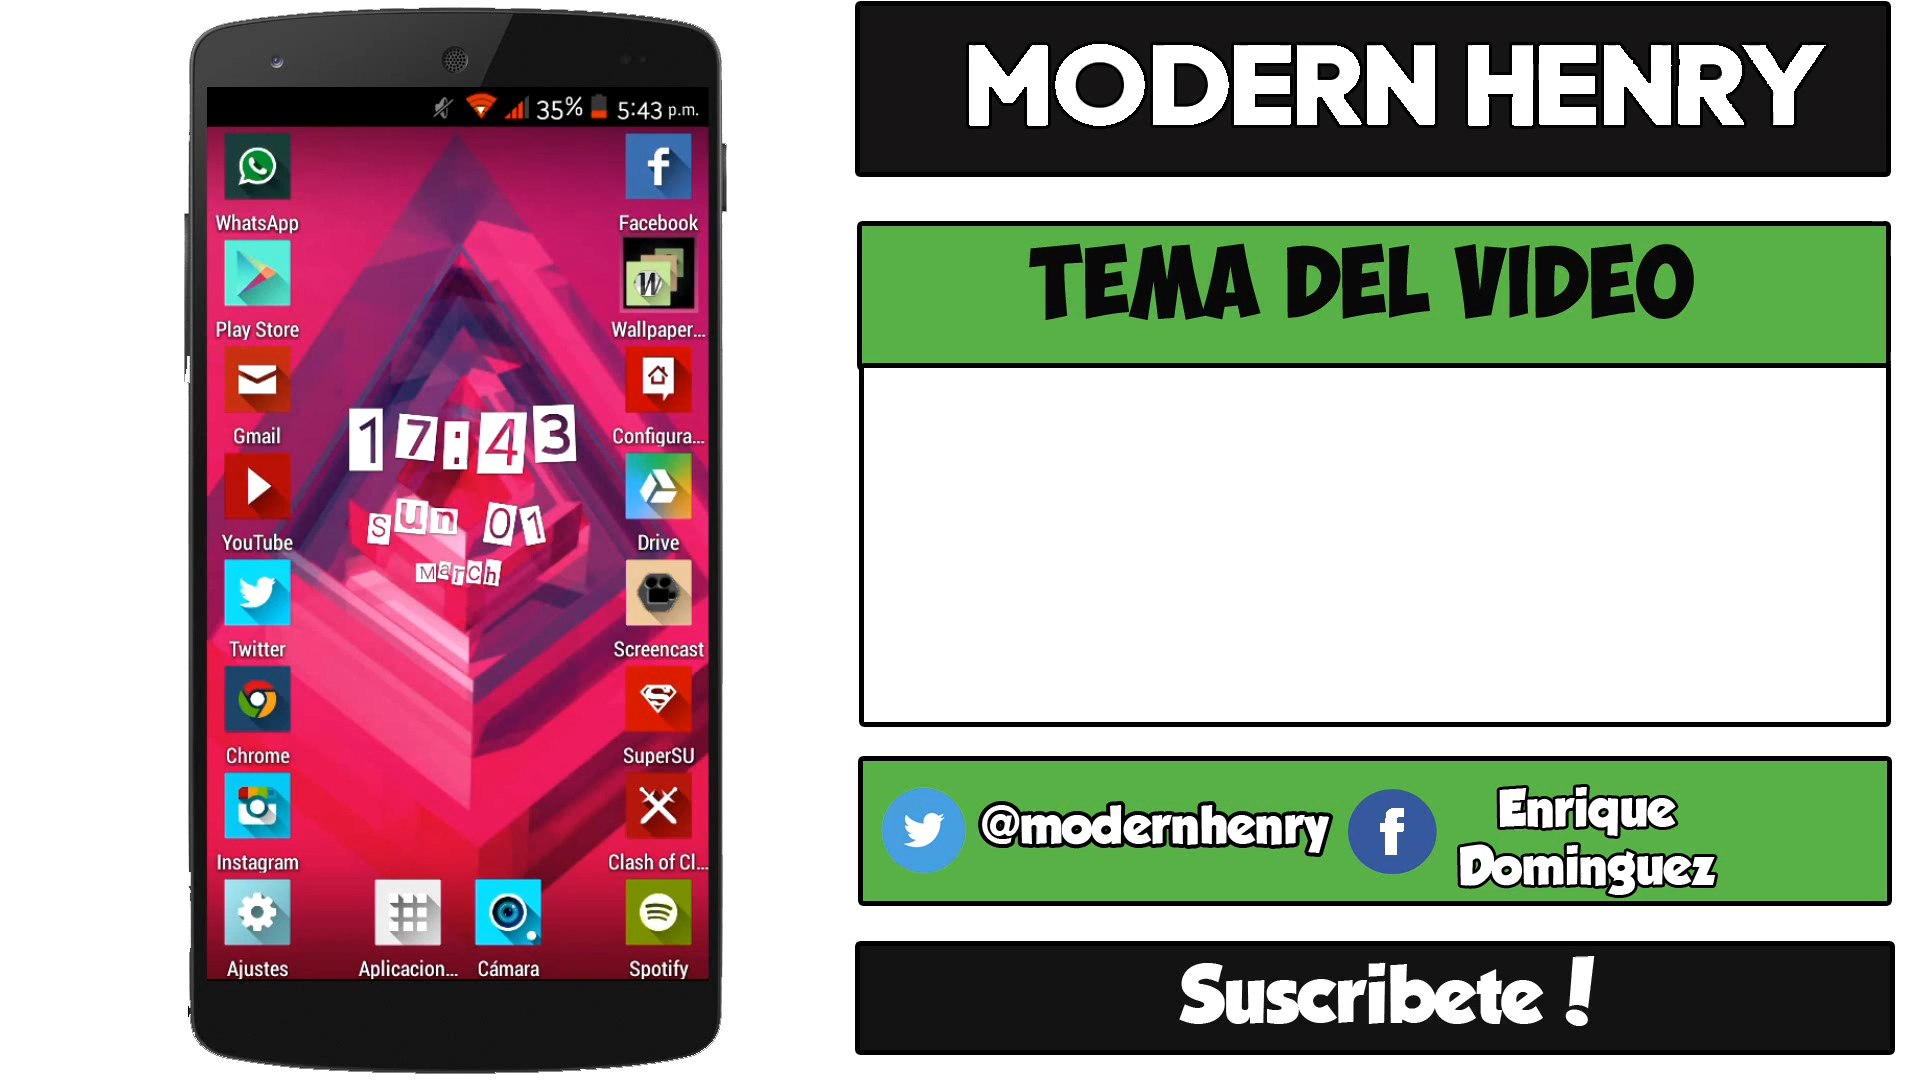 35% 5:43 p.m.
WhatsApp
Facebook
Play Store
Wallpaper...
Gmail
Configura...
17:43
YouTube
Drive
sun 01
March
Twitter
Screencast
Chrome
SuperSU
Instagram
Clash of Cl...
Ajustes
Aplicacion...
Cámara
Spotify
MODERN HENRY
TEMA DEL VIDEO
@modernhenry
Enrique
Dominguez
Suscribete!